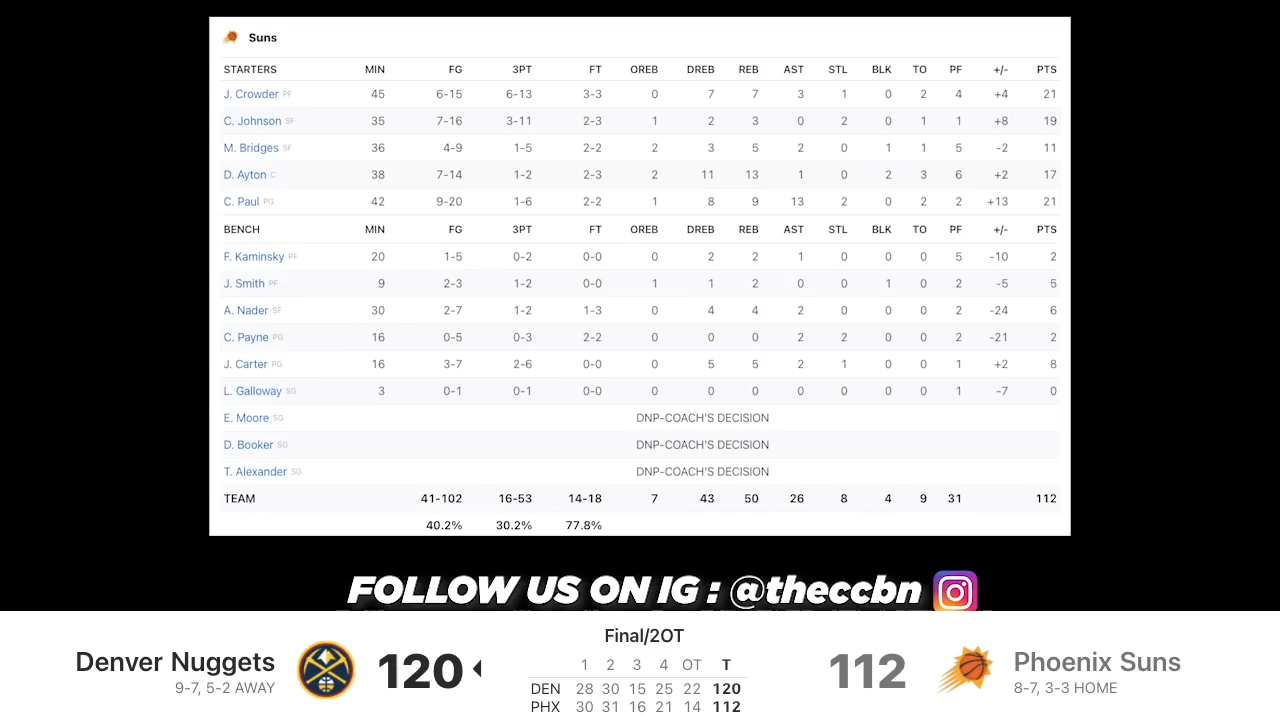 Suns
STARTERS MIN FG 3PT FT OREB DREB REB AST STL BLK TO PF +/- PTS
J. Crowder PF 45 6-15 6-13 3-3 0 7 7 3 1 0 2 4 +4 21
C. Johnson SF 35 7-16 3-11 2-3 1 2 3 0 2 0 1 1 +8 19
M. Bridges SF 36 4-9 1-5 2-2 2 3 5 2 0 1 1 5 -2 11
D. Ayton C 38 7-14 1-2 2-3 2 11 13 1 0 2 3 6 +2 17
C. Paul PG 42 9-20 1-6 2-2 1 8 9 13 2 0 2 2 +13 21
BENCH MIN FG 3PT FT OREB DREB REB AST STL BLK TO PF +/- PTS
F. Kaminsky PF 20 1-5 0-2 0-0 0 2 2 1 0 0 0 5 -10 2
J. Smith PF 9 2-3 1-2 0-0 1 1 2 0 0 1 0 2 -5 5
A. Nader SF 30 2-7 1-2 1-3 0 4 4 2 0 0 0 2 -24 6
C. Payne PG 16 0-5 0-3 2-2 0 0 0 2 2 0 0 2 -21 2
J. Carter PG 16 3-7 2-6 0-0 0 5 5 2 1 0 0 1 +2 8
L. Galloway SG 3 0-1 0-1 0-0 0 0 0 0 0 0 0 1 -7 0
E. Moore SG DNP-COACH'S DECISION
D. Booker SG DNP-COACH'S DECISION
T. Alexander SG DNP-COACH'S DECISION
TEAM 41-102 16-53 14-18 7 43 50 26 8 4 9 31 112
40.2% 30.2% 77.8%
FOLLOW US ON IG : @theccbn
Final/2OT
Denver Nuggets 120 112 Phoenix Suns
9-7, 5-2 AWAY 8-7, 3-3 HOME
1 2 3 4 OT T
DEN 28 30 15 25 22 120
PHX 30 31 16 21 14 112